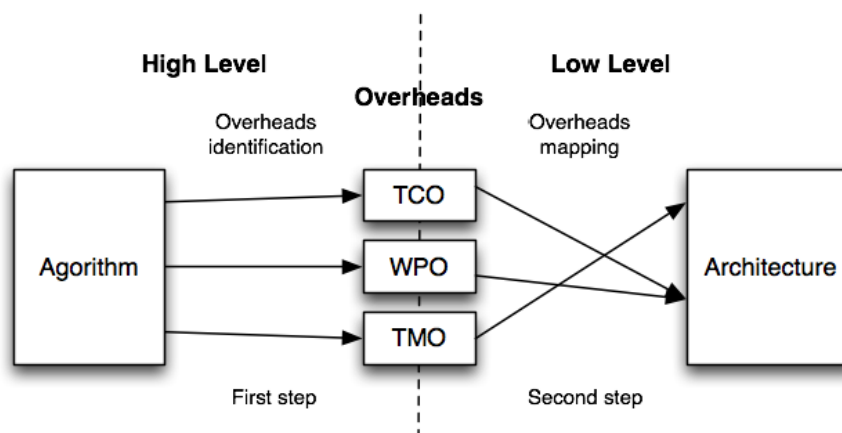 High Level
Low Level
Overheads
Overheads
identification
Overheads
mapping
TCO
Agorithm
WPO
Architecture
TMO
First step
Second step